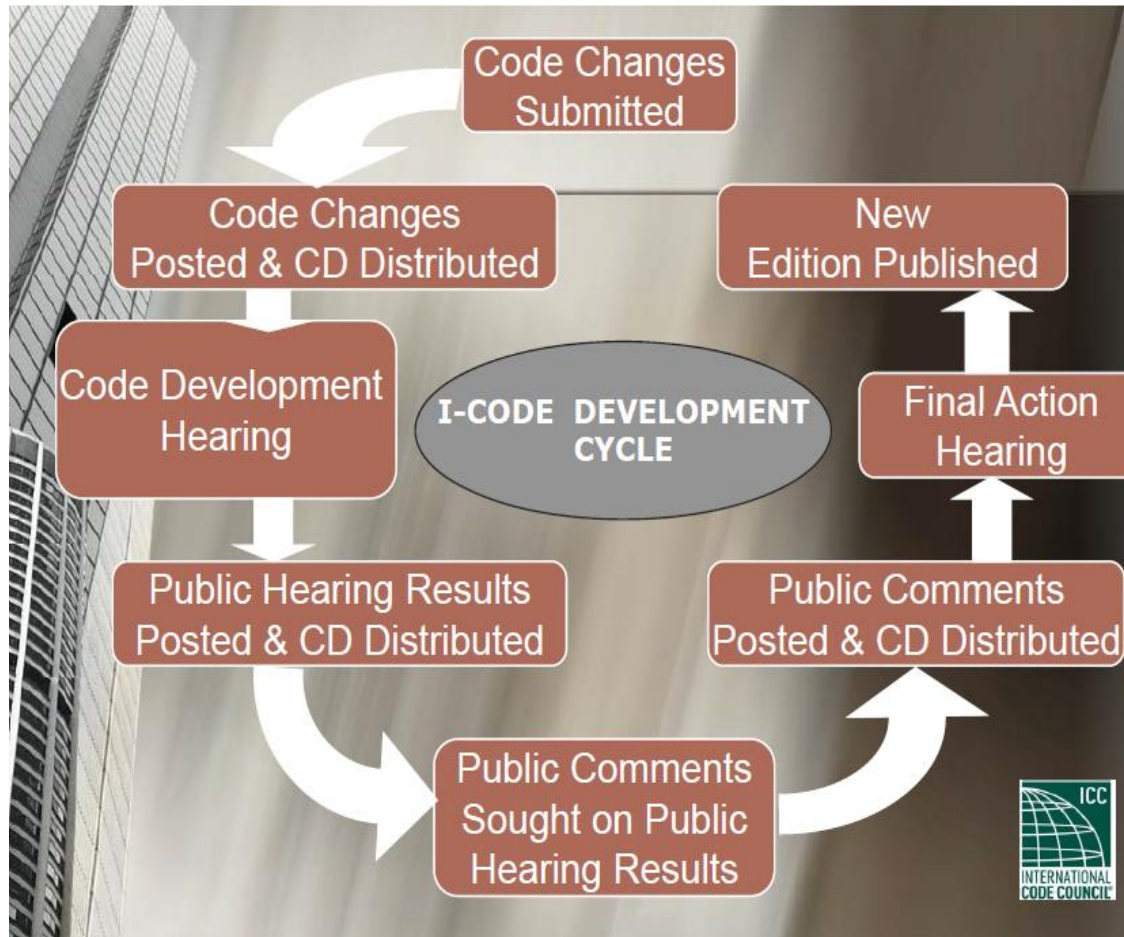 Code Changes
Submitted
Code Changes
Posted & CD Distributed
Code Development
Hearing
Public Hearing Results
Posted & CD Distributed
Public Comments
Sought on Public
Hearing Results
Public Comments
Posted & CD Distributed
Final Action
Hearing
New
Edition Published
I-CODE DEVELOPMENT
CYCLE
ICC
INTERNATIONAL
CODE COUNCIL®